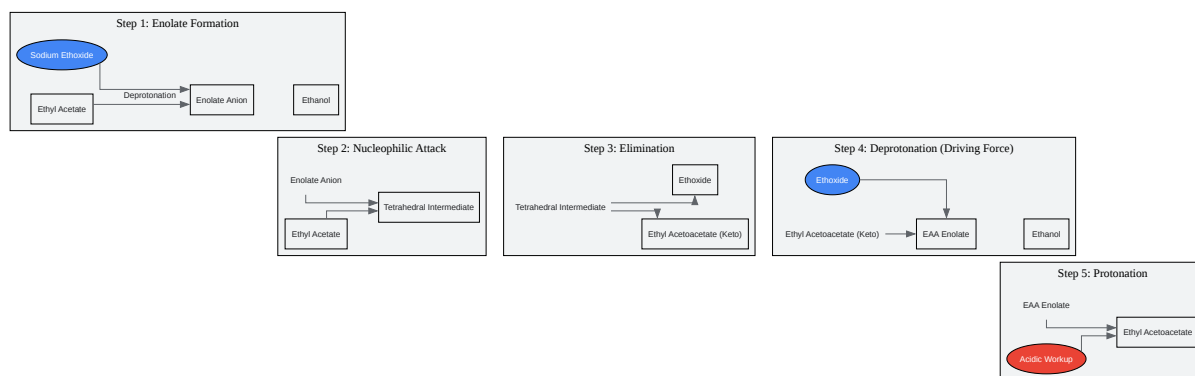 Step 1: Enolate Formation
Sodium Ethoxide
Deprotonation
Ethyl Acetate
Enolate Anion
Ethanol
Step 2: Nucleophilic Attack
Enolate Anion
Tetrahedral Intermediate
Ethyl Acetate
Step 3: Elimination
Ethoxide
Tetrahedral Intermediate
Ethyl Acetoacetate (Keto)
Step 4: Deprotonation (Driving Force)
Ethoxide
Ethyl Acetoacetate (Keto)
EAA Enolate
Ethanol
Step 5: Protonation
EAA Enolate
Ethyl Acetoacetate
Acidic Workup